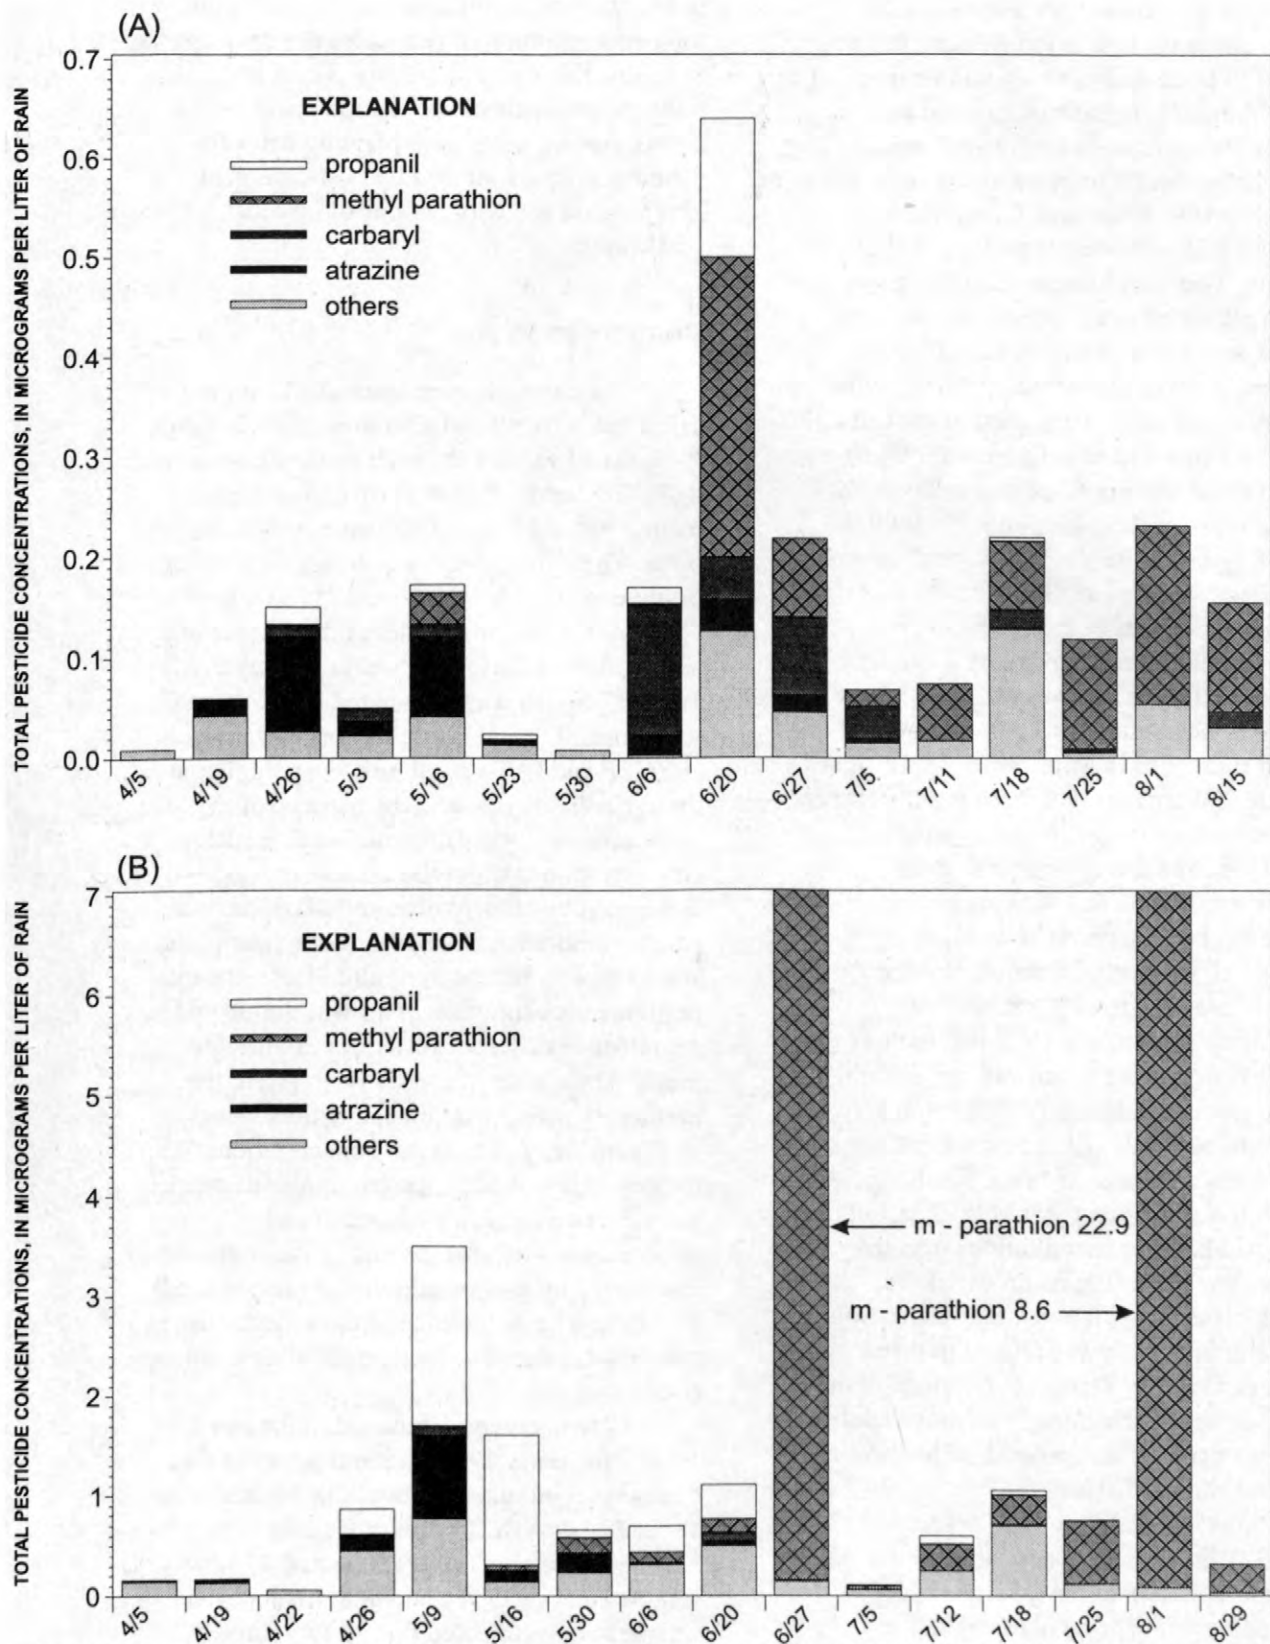 (A)
TOTAL PESTICIDE CONCENTRATIONS, IN MICROGRAMS PER LITER OF RAIN
0.7
0.6
0.5
0.4
0.3
0.2
0.1
0.0
EXPLANATION
propanil
methyl parathion
carbaryl
atrazine
others
4/5 4/19 4/26 5/3 5/16 5/23 5/30 6/6 6/20 6/27 7/5 7/11 7/18 7/25 8/1 8/15
(B)
TOTAL PESTICIDE CONCENTRATIONS, IN MICROGRAMS PER LITER OF RAIN
7
6
5
4
3
2
1
0
EXPLANATION
propanil
methyl parathion
carbaryl
atrazine
others
m - parathion 22.9
m - parathion 8.6
4/5 4/19 4/22 4/26 5/9 5/16 5/30 6/6 6/20 6/27 7/5 7/12 7/18 7/25 8/1 8/29